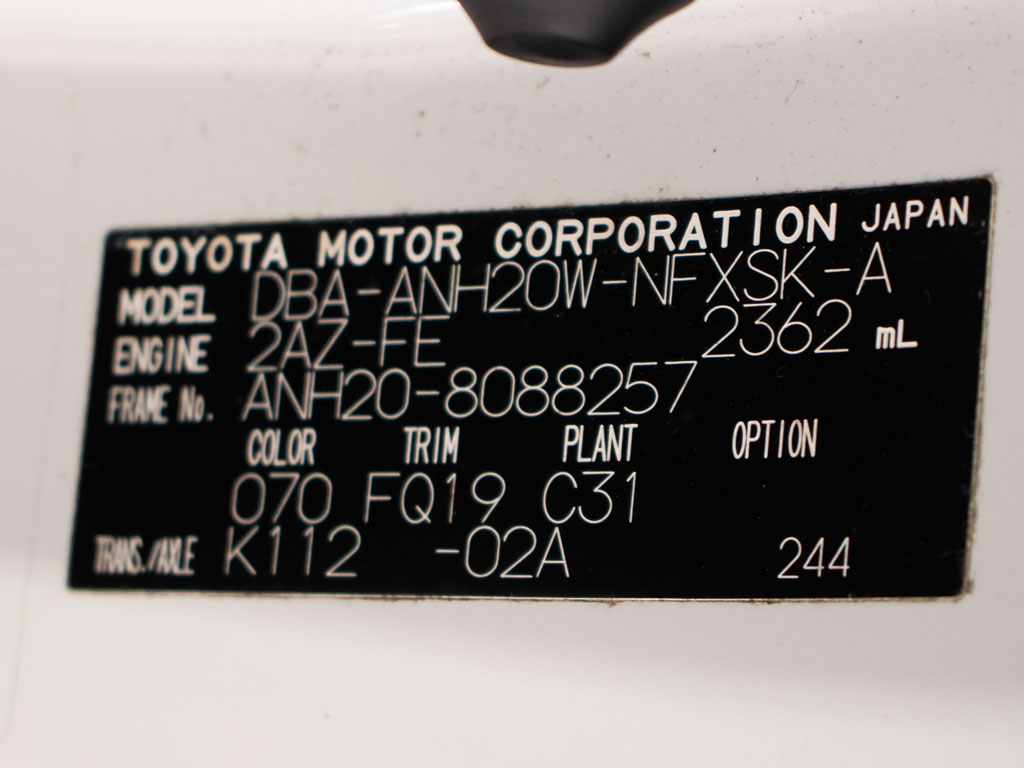 TOYOTA MOTOR CORPORATION JAPAN
MODEL DBA-ANH20W-NFXSK-A
ENGINE 2AZ-FE 2362 mL
FRAME No. ANH20-8088257
COLOR TRIM PLANT OPTION
070 FQ19 C31
TRANS./AXLE K112 -02A 244